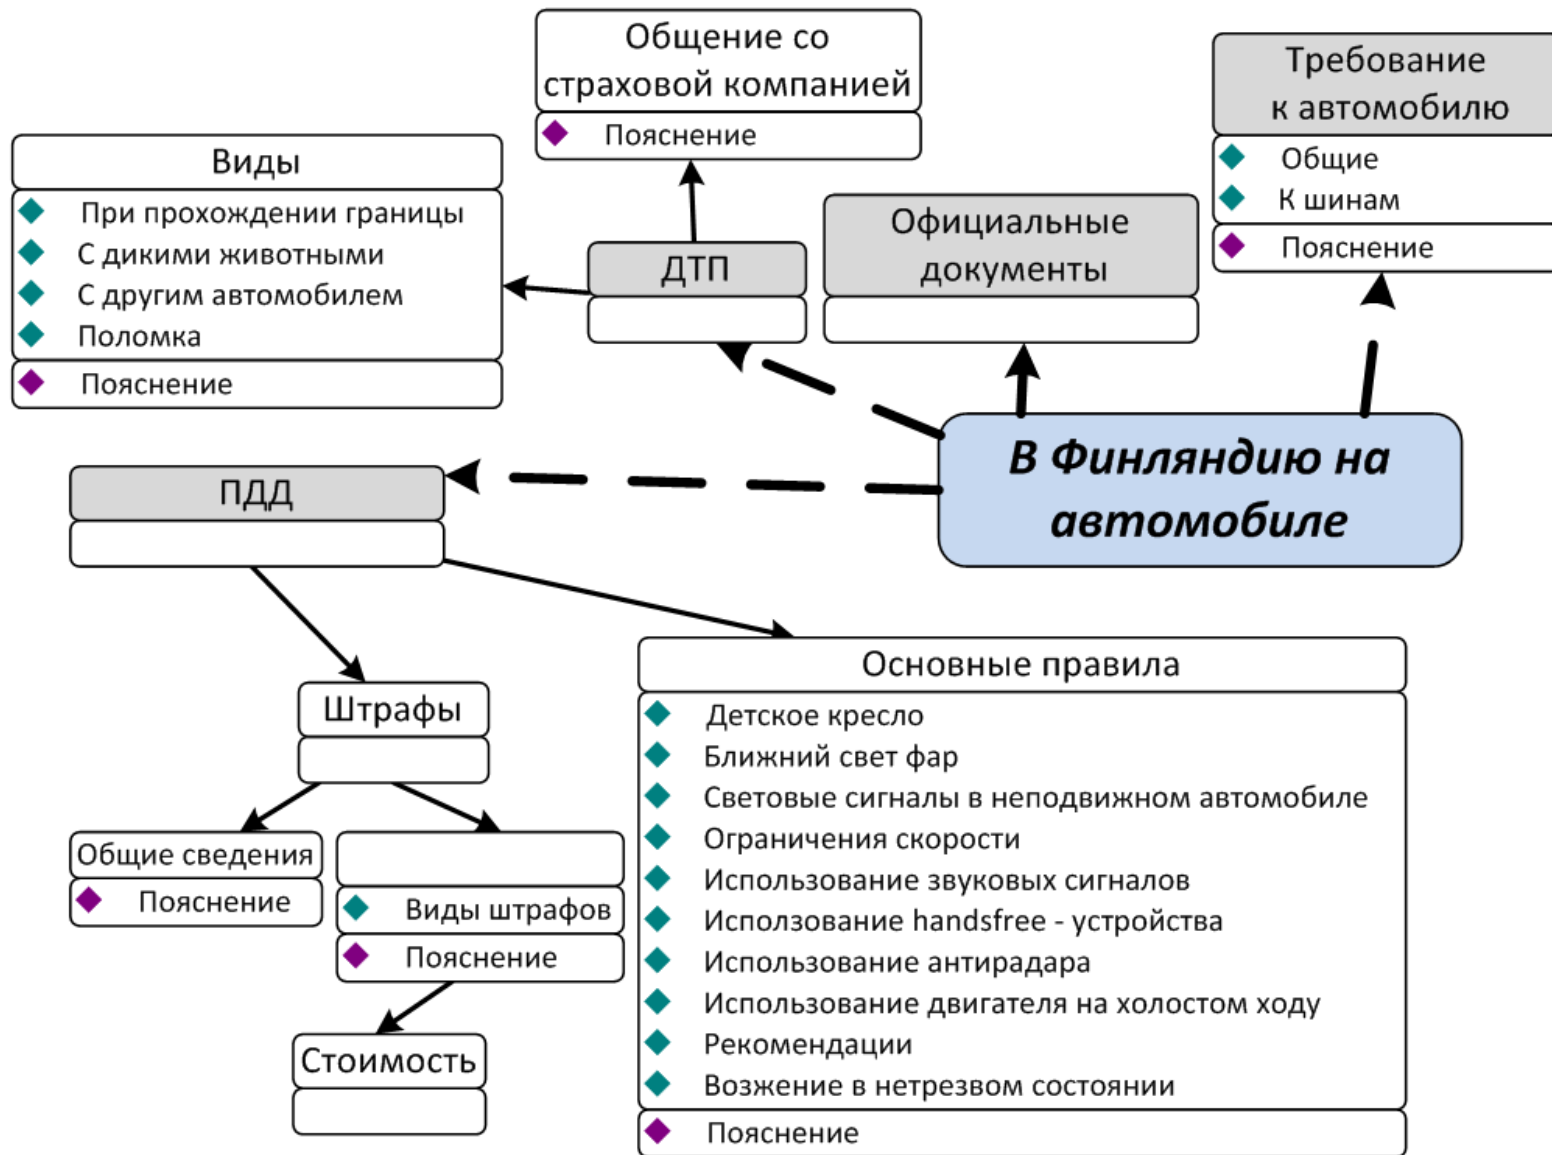 Общение со
страховой компанией
Пояснение
Требование
к автомобилю
Общие
К шинам
Пояснение
Виды
При прохождении границы
С дикими животными
С другим автомобилем
Поломка
Пояснение
ДТП
Официальные
документы
В Финляндию на
автомобиле
ПДД
Штрафы
Общие сведения
Пояснение
Виды штрафов
Пояснение
Стоимость
Основные правила
Детское кресло
Ближний свет фар
Световые сигналы в неподвижном автомобиле
Ограничения скорости
Использование звуковых сигналов
Исползование handsfree - устройства
Использование антирадара
Использование двигателя на холостом ходу
Рекомендации
Возжение в нетрезвом состоянии
Пояснение